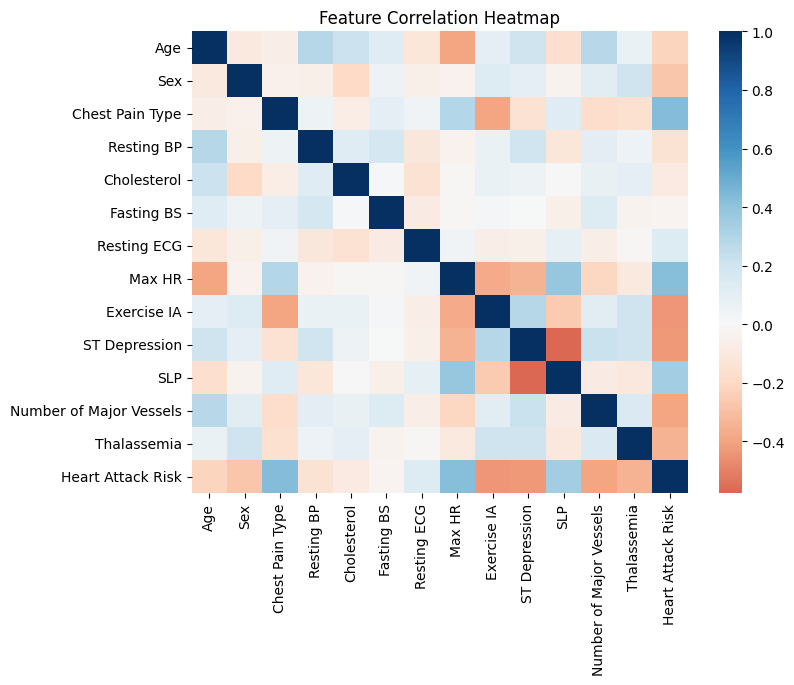 Feature Correlation Heatmap
Age
Sex
Chest Pain Type
Resting BP
Cholesterol
Fasting BS
Resting ECG
Max HR
Exercise IA
ST Depression
SLP
Number of Major Vessels
Thalassemia
Heart Attack Risk
Age
Sex
Chest Pain Type
Resting BP
Cholesterol
Fasting BS
Resting ECG
Max HR
Exercise IA
ST Depression
SLP
Number of Major Vessels
Thalassemia
Heart Attack Risk
1.0
0.8
0.6
0.4
0.2
0.0
−0.2
−0.4